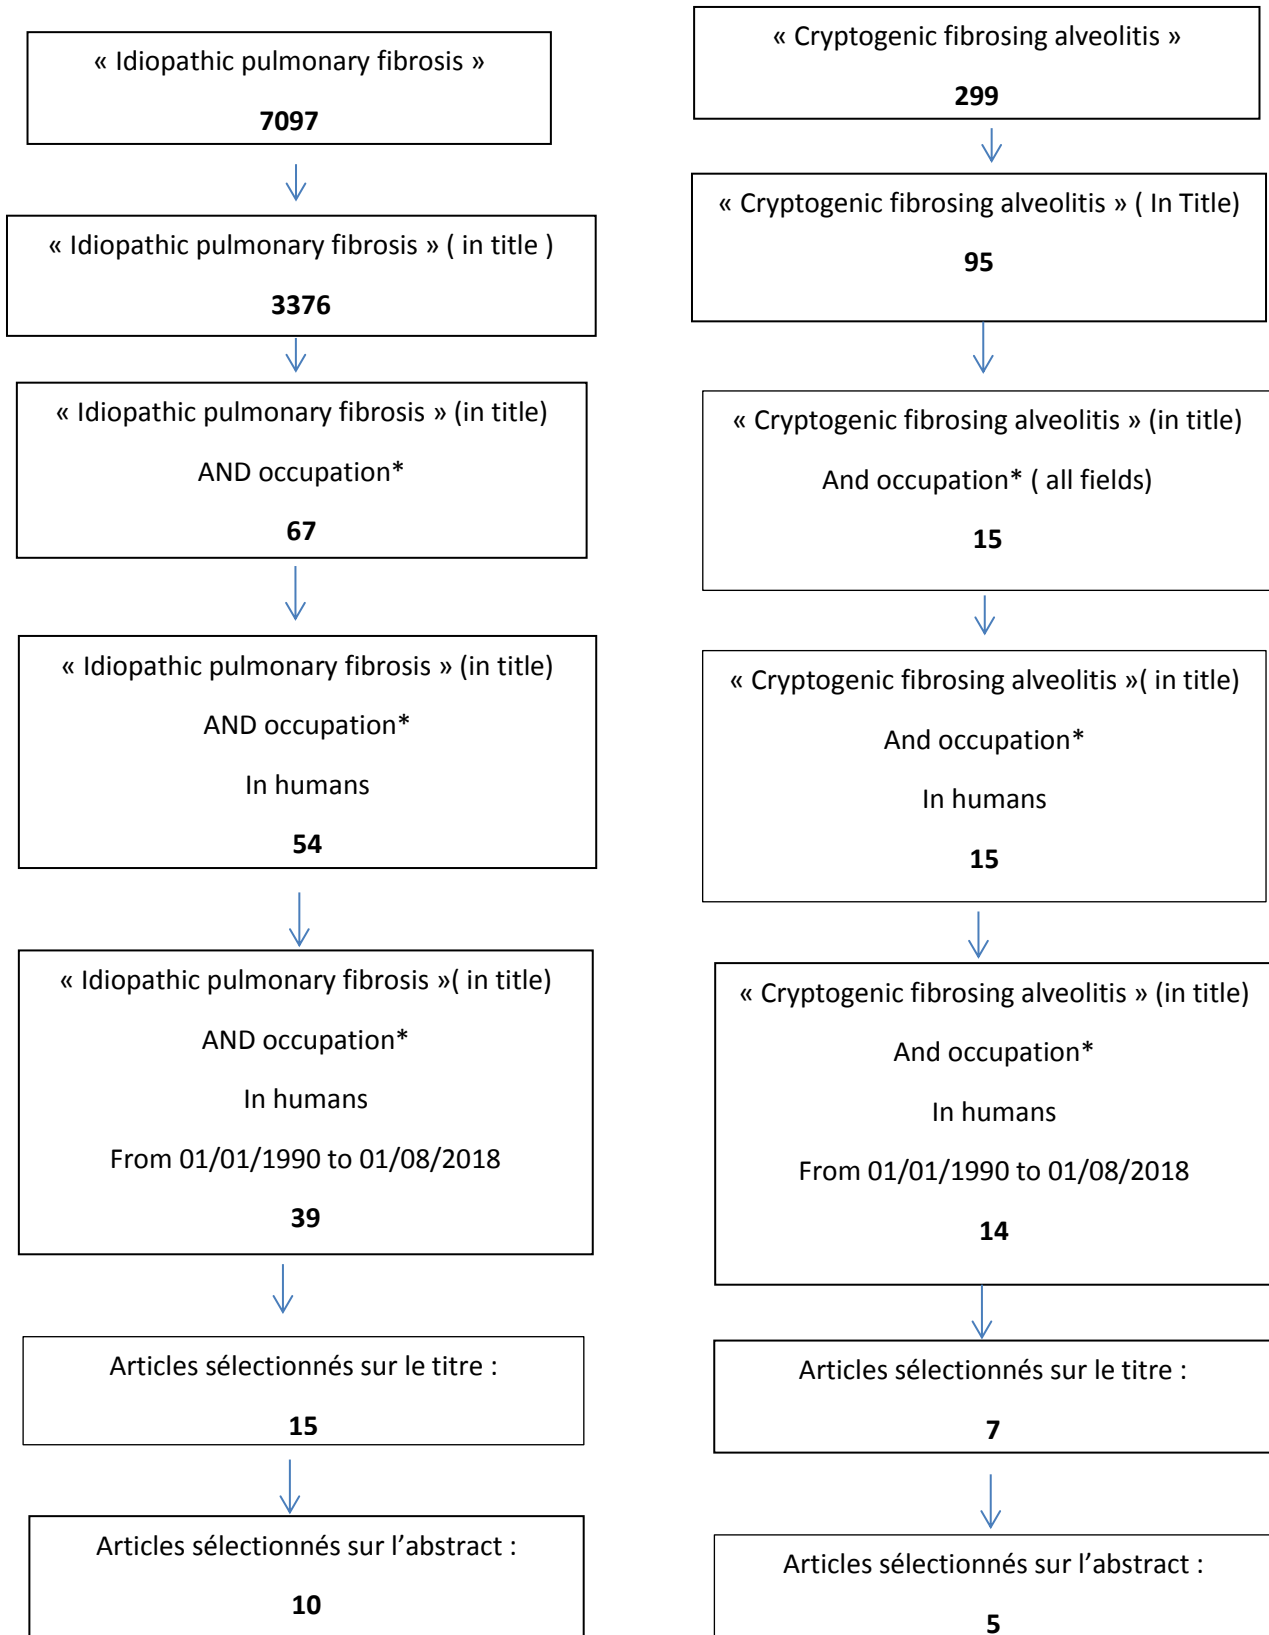 « Idiopathic pulmonary fibrosis »
7097
« Idiopathic pulmonary fibrosis » ( in title )
3376
« Idiopathic pulmonary fibrosis » (in title)
AND occupation*
67
« Idiopathic pulmonary fibrosis » (in title)
AND occupation*
In humans
54
« Idiopathic pulmonary fibrosis »( in title)
AND occupation*
In humans
From 01/01/1990 to 01/08/2018
39
Articles sélectionnés sur le titre :
15
Articles sélectionnés sur l’abstract :
10
« Cryptogenic fibrosing alveolitis »
299
« Cryptogenic fibrosing alveolitis » ( In Title)
95
« Cryptogenic fibrosing alveolitis » (in title)
And occupation* ( all fields)
15
« Cryptogenic fibrosing alveolitis »( in title)
And occupation*
In humans
15
« Cryptogenic fibrosing alveolitis » (in title)
And occupation*
In humans
From 01/01/1990 to 01/08/2018
14
Articles sélectionnés sur le titre :
7
Articles sélectionnés sur l’abstract :
5